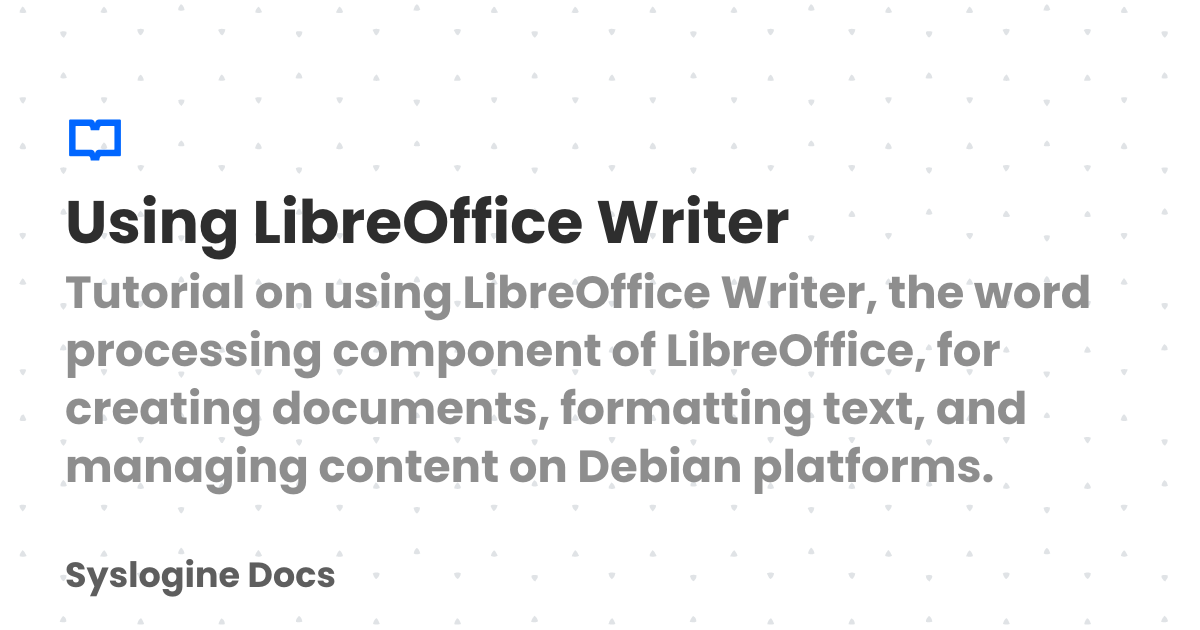 Using LibreOffice Writer
Tutorial on using LibreOffice Writer, the word
processing component of LibreOffice, for
creating documents, formatting text, and
managing content on Debian platforms.
Syslogine Docs